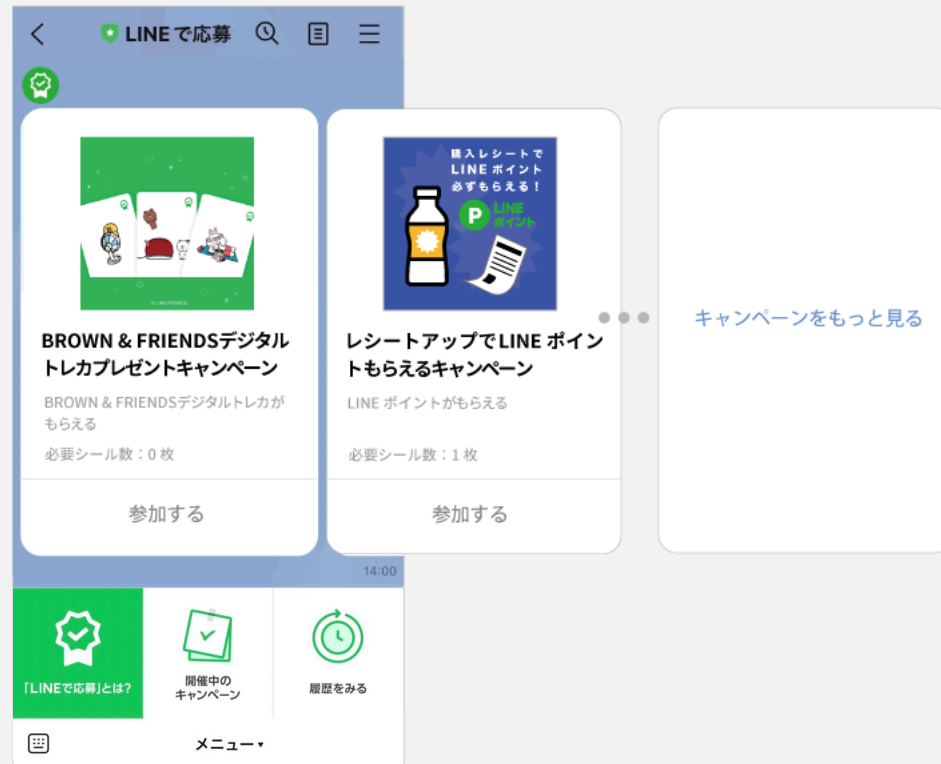 LINEで応募
購入レシートで
LINE ポイント
必ずもらえる！
P LINE
ポイント
BROWN & FRIENDSデジタル
トレカプレゼントキャンペーン
BROWN & FRIENDSデジタルトレカが
もらえる
必要シール数：0 枚
参加する
レシートアップでLINE ポイン
トもらえるキャンペーン
LINE ポイントがもらえる
必要シール数：1 枚
参加する
キャンペーンをもっと見る
14:00
「LINEで応募」とは?
開催中の
キャンペーン
履歴をみる
メニュー▾